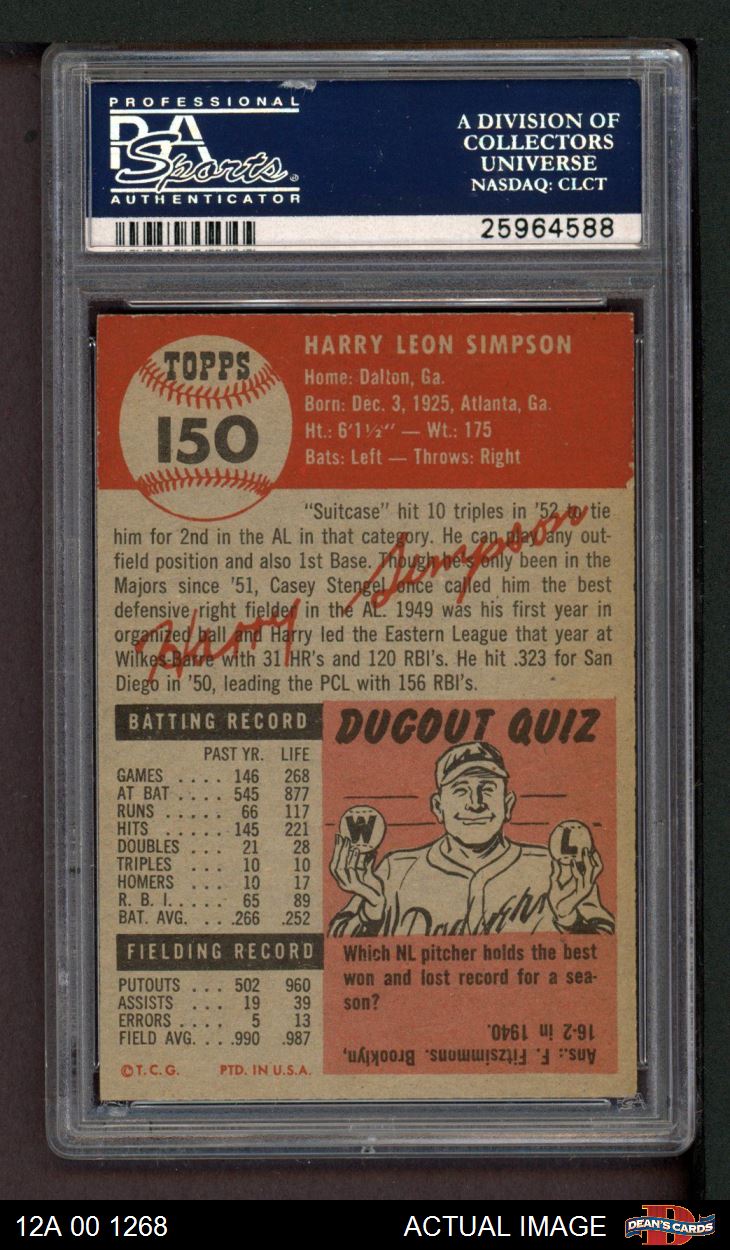 PROFESSIONAL
PSA
Sports
AUTHENTICATOR
A DIVISION OF
COLLECTORS
UNIVERSE
NASDAQ: CLCT
25964588
TOPPS
150
HARRY LEON SIMPSON
Home: Dalton, Ga.
Born: Dec. 3, 1925, Atlanta, Ga.
Ht.: 6'1½" — Wt.: 175
Bats: Left — Throws: Right
"Suitcase" hit 10 triples in '52 to tie
him for 2nd in the AL in that category. He can play any out-
field position and also 1st Base. Though he's only been in the
Majors since '51, Casey Stengel once called him the best
defensive right fielder in the AL. 1949 was his first year in
organized ball and Harry led the Eastern League that year at
Wilkes-Barre with 31 HR's and 120 RBI's. He hit .323 for San
Diego in '50, leading the PCL with 156 RBI's.
Harry Simpson
BATTING RECORD
PAST YR. LIFE
GAMES .... 146 268
AT BAT .... 545 877
RUNS ..... 66 117
HITS ...... 145 221
DOUBLES ... 21 28
TRIPLES ... 10 10
HOMERS ... 10 17
R. B. I. .... 65 89
BAT. AVG. ... .266 .252
FIELDING RECORD
PUTOUTS ... 502 960
ASSISTS ... 19 39
ERRORS .... 5 13
FIELD AVG. ... .990 .987
©T.C.G. PTD. IN U.S.A.
DUGOUT QUIZ
W
L
Dodgers
Which NL pitcher holds the best
won and lost record for a sea-
son?
Ans.: F. Fitzsimmons. Brooklyn,
16-2 in 1940.
12A 00 1268
ACTUAL IMAGE
D
DEAN'S CARDS